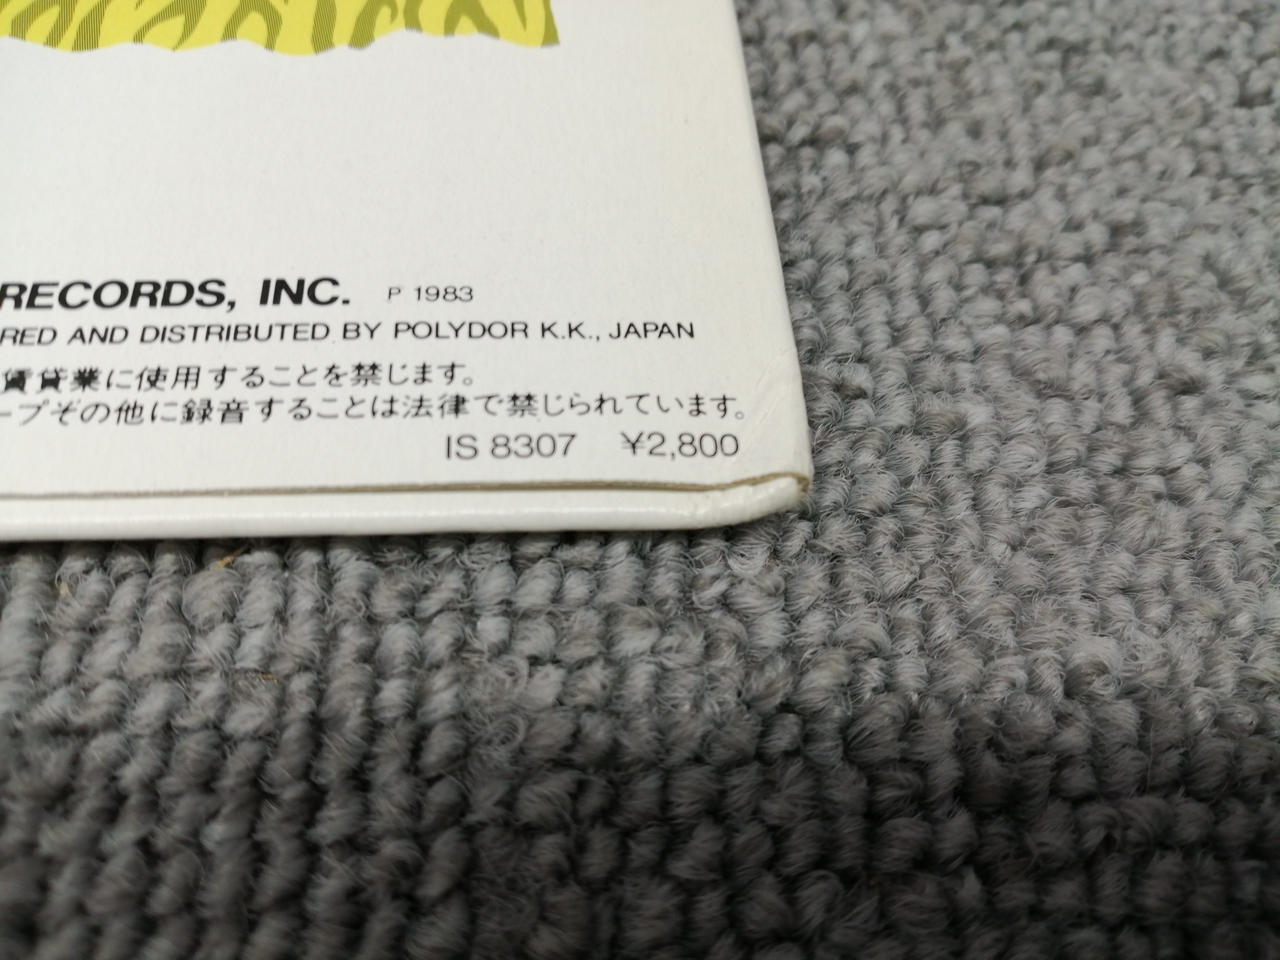 RECORDS, INC. P 1983
RED AND DISTRIBUTED BY POLYDOR K.K., JAPAN
賃貸業に使用することを禁じます。
ープその他に録音することは法律で禁じられています。
IS 8307 ¥2,800